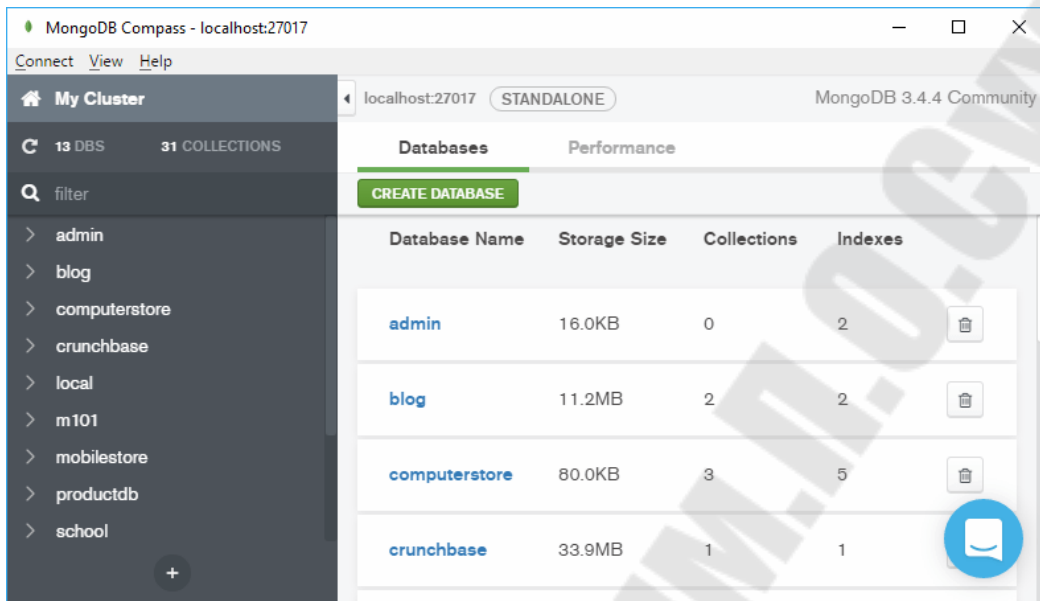 MongoDB Compass - localhost:27017
Connect View Help
My Cluster
localhost:27017 STANDALONE MongoDB 3.4.4 Community
13 DBS 31 COLLECTIONS
Databases Performance
filter
CREATE DATABASE
admin
blog
computerstore
crunchbase
local
m101
mobilestore
productdb
school
+
Database Name Storage Size Collections Indexes
admin 16.0KB 0 2
blog 11.2MB 2 2
computerstore 80.0KB 3 5
crunchbase 33.9MB 1 1